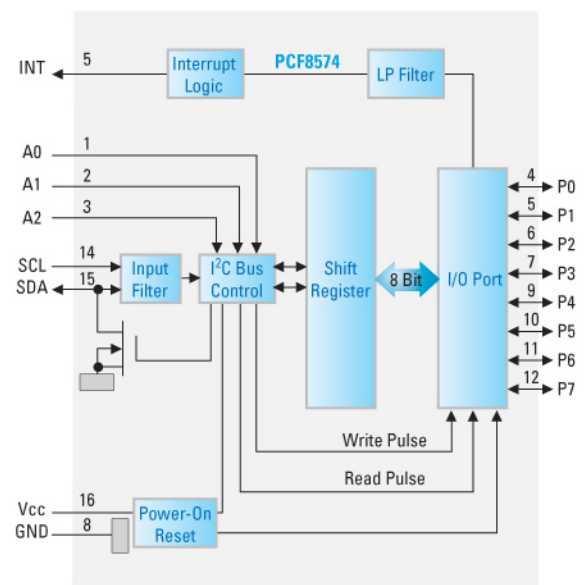 INT 5 Interrupt Logic PCF8574 LP Filter
A0 1
A1 2
A2 3
SCL 14
SDA 15
Input Filter
I²C Bus Control
Shift Register
8 Bit
I/O Port
4 P0
5 P1
6 P2
7 P3
9 P4
10 P5
11 P6
12 P7
Write Pulse
Read Pulse
Vcc 16
GND 8
Power-On Reset